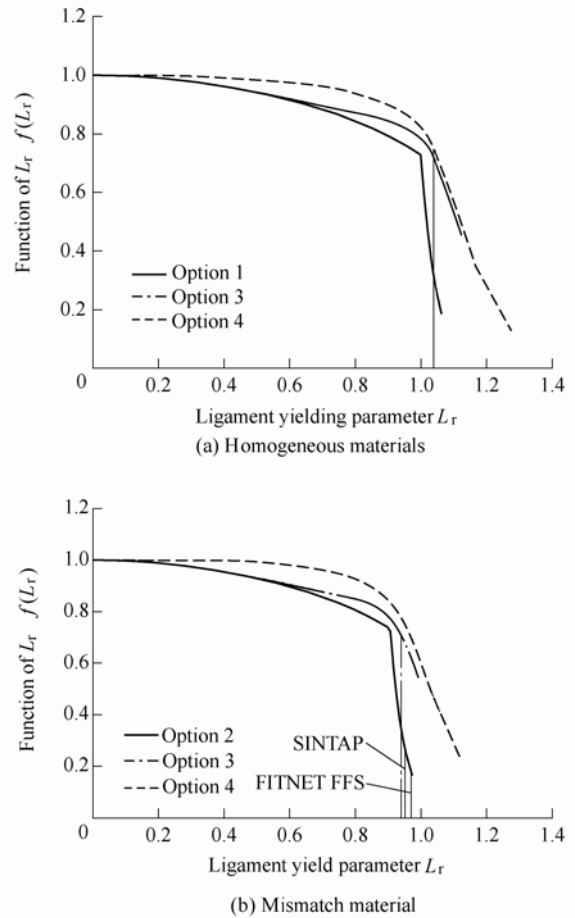 1.2
1.0
0.8
0.6
0.4
0.2
Function of Lr f(Lr)
Option 1
Option 3
Option 4
0 0.2 0.4 0.6 0.8 1.0 1.2 1.4
Ligament yielding parameter Lr
(a) Homogeneous materials
1.2
1.0
0.8
0.6
0.4
0.2
Function of Lr f(Lr)
Option 2
Option 3
Option 4
SINTAP
FITNET FFS
0 0.2 0.4 0.6 0.8 1.0 1.2 1.4
Ligament yield parameter Lr
(b) Mismatch material